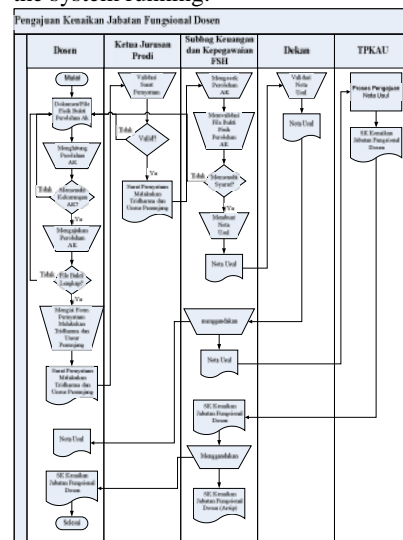 the system running.
Pengajuan Kenaikan Jabatan Fungsional Dosen
Dosen
Ketua Jurusan
Prodi
Subbag Keuangan
dan Kepegawaian
FSH
Dekan
TPKAU
Mulai
Dokumen/File
Fisik Bukti
Perolehan AK
Menghitung
Perolehan
AK
Tidak
Memenuhi
Kekurangan
AK?
Ya
Mengajukan
Perolehan
AK
Tidak
File Bukti
Lengkap?
Ya
Mengisi Form
Pernyataan
Melakukan
Tridharma dan
Unsur Penunjang
Surat Pernyataan
Melakukan
Tridharma dan
Unsur Penunjang
Nota Usul
SK Kenaikan
Jabatan Fungsional
Dosen
Selesai
Validasi
Surat
Pernyataan
Tidak
Valid?
Ya
Surat Pernyataan
Melakukan
Tridharma dan
Unsur Penunjang
Mengecek
Perolehan
AK
Memvalidasi
File Bukti
Fisik
Perolehan
AK
Tidak
Memenuhi
Syarat?
Ya
Membuat
Nota
Usul
Nota Usul
menggandakan
Nota Usul
SK Kenaikan
Jabatan Fungsional
Dosen
Menggandakan
SK Kenaikan
Jabatan Fungsional
Dosen (Arsip)
Validasi
Nota
Usul
Nota Usul
Proses Pengajuan
Nota Usul
SK Kenaikan
Jabatan Fungsional
Dosen